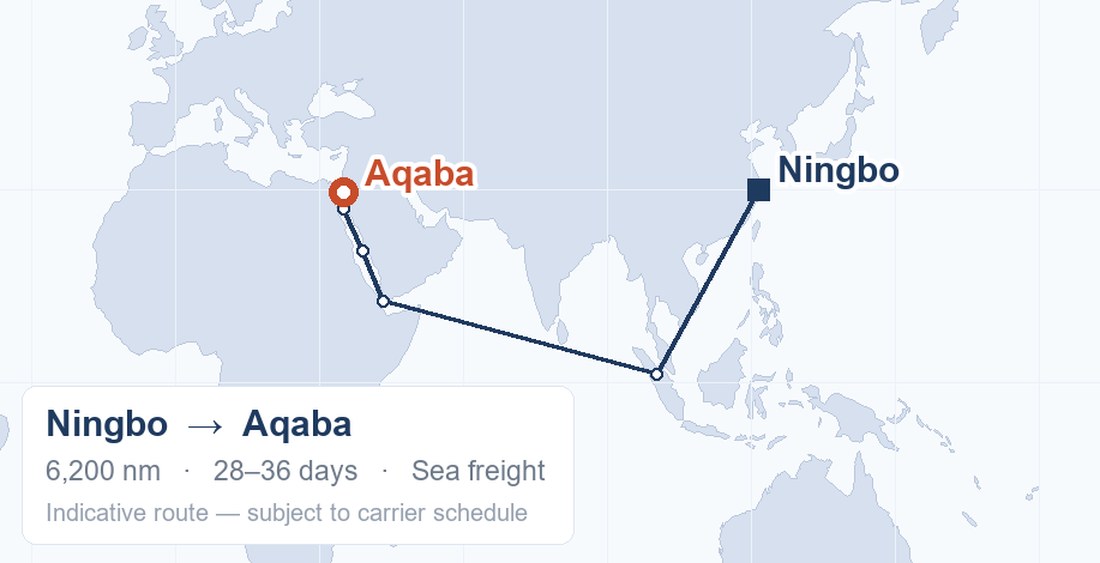 Aqaba
Ningbo
Ningbo → Aqaba
6,200 nm · 28–36 days · Sea freight
Indicative route — subject to carrier schedule